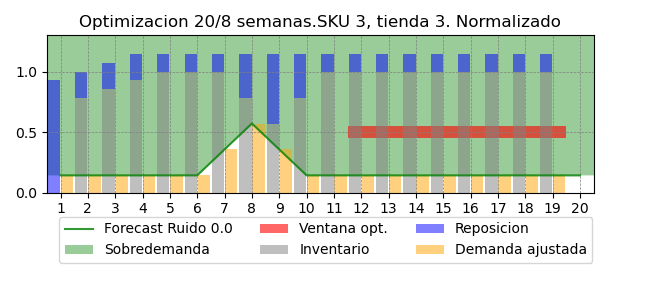 Optimizacion 20/8 semanas.SKU 3, tienda 3. Normalizado
1.0
0.5
0.0
1 2 3 4 5 6 7 8 9 10 11 12 13 14 15 16 17 18 19 20
Forecast Ruido 0.0 Ventana opt. Reposicion
Sobredemanda Inventario Demanda ajustada